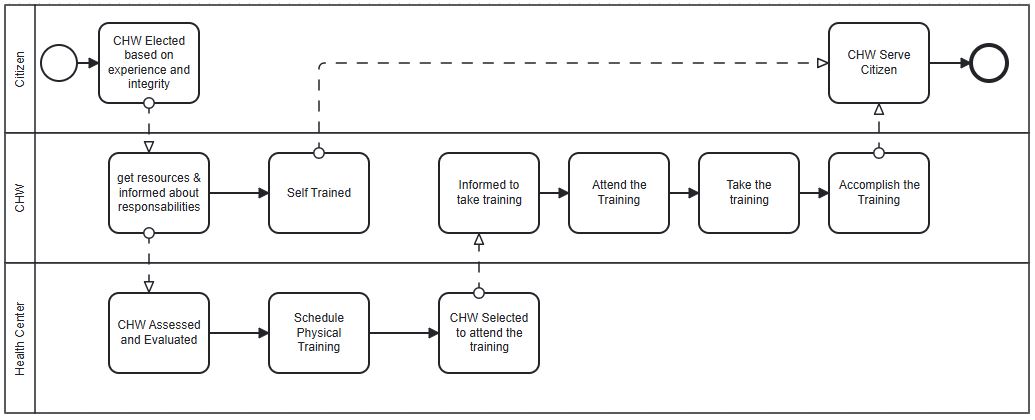 Citizen
CHW Elected
based on
experience and
integrity
CHW Serve
Citizen
CHW
get resources &
informed about
responsabilities
Self Trained
Informed to
take training
Attend the
Training
Take the
training
Accomplish the
Training
Health Center
CHW Assessed
and Evaluated
Schedule
Physical
Training
CHW Selected
to attend the
training